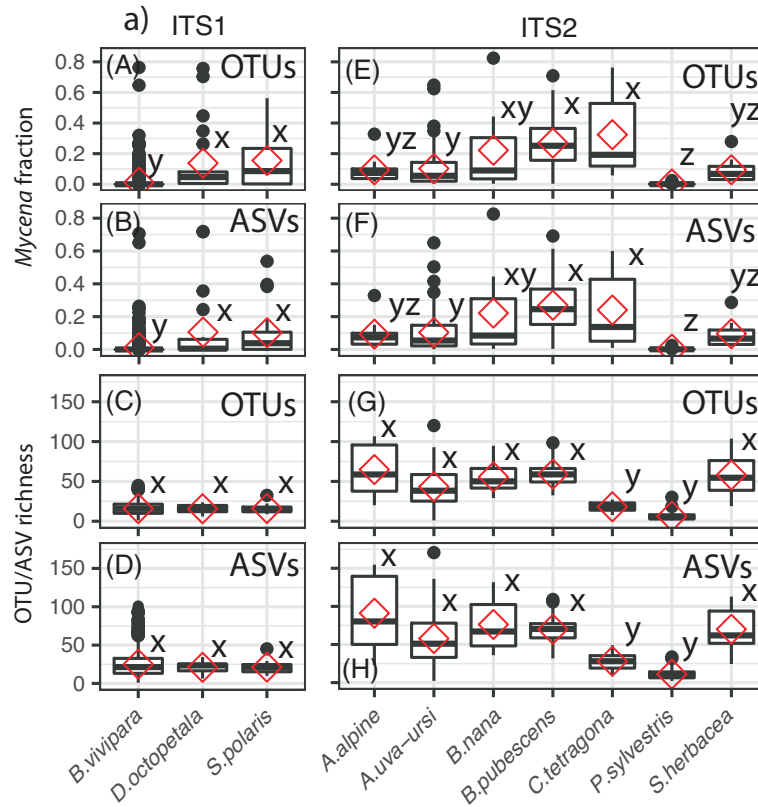 a)
ITS1
ITS2
Mycena fraction
OTU/ASV richness
(A) OTUs
0.8
0.6
0.4
0.2
0.0
y x x
(E) OTUs
yz y xy x x z yz
(B) ASVs
0.8
0.6
0.4
0.2
0.0
y x x
(F) ASVs
yz y xy x x z yz
(C) OTUs
150
100
50
0
x x x
(G) OTUs
x x x x y y x
(D) ASVs
150
100
50
0
x x x
(H) ASVs
x x x x y y x
B.vivipara
D.octopetala
S.polaris
A.alpine
A.uva–ursi
B.nana
B.pubescens
C.tetragona
P.sylvestris
S.herbacea